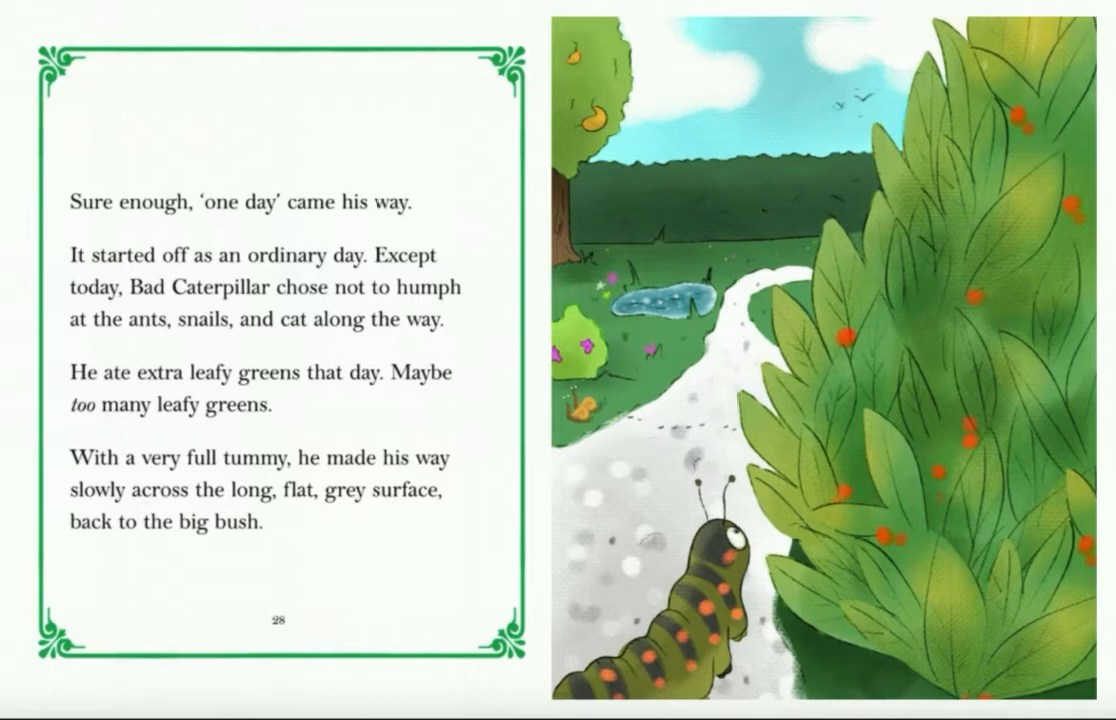 Sure enough, ‘one day’ came his way.
It started off as an ordinary day. Except
today, Bad Caterpillar chose not to humph
at the ants, snails, and cat along the way.
He ate extra leafy greens that day. Maybe
too many leafy greens.
With a very full tummy, he made his way
slowly across the long, flat, grey surface,
back to the big bush.
28